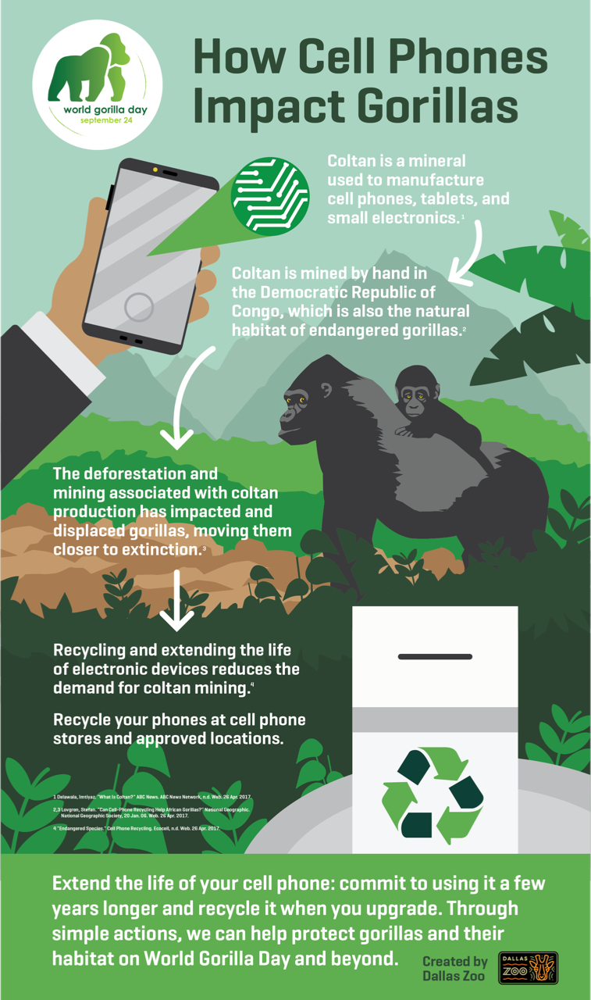 world gorilla day
september 24
How Cell Phones
Impact Gorillas
Coltan is a mineral
used to manufacture
cell phones, tablets, and
small electronics.1
Coltan is mined by hand in
the Democratic Republic of
Congo, which is also the natural
habitat of endangered gorillas.2
The deforestation and
mining associated with coltan
production has impacted and
displaced gorillas, moving them
closer to extinction.3
Recycling and extending the life
of electronic devices reduces the
demand for coltan mining.4
Recycle your phones at cell phone
stores and approved locations.
1 Delawala, Imtiyaz. "What Is Coltan?" ABC News. ABC News Network, n.d. Web. 26 Apr. 2017.
2,3 Lovgren, Stefan. "Can Cell-Phone Recycling Help African Gorillas?" National Geographic.
National Geographic Society, 20 Jan. 06. Web. 26 Apr. 2017.
4 "Endangered Species." Cell Phone Recycling. Ecocell, n.d. Web. 26 Apr. 2017.
Extend the life of your cell phone: commit to using it a few
years longer and recycle it when you upgrade. Through
simple actions, we can help protect gorillas and their
habitat on World Gorilla Day and beyond.
Created by
Dallas Zoo
DALLAS
ZOO